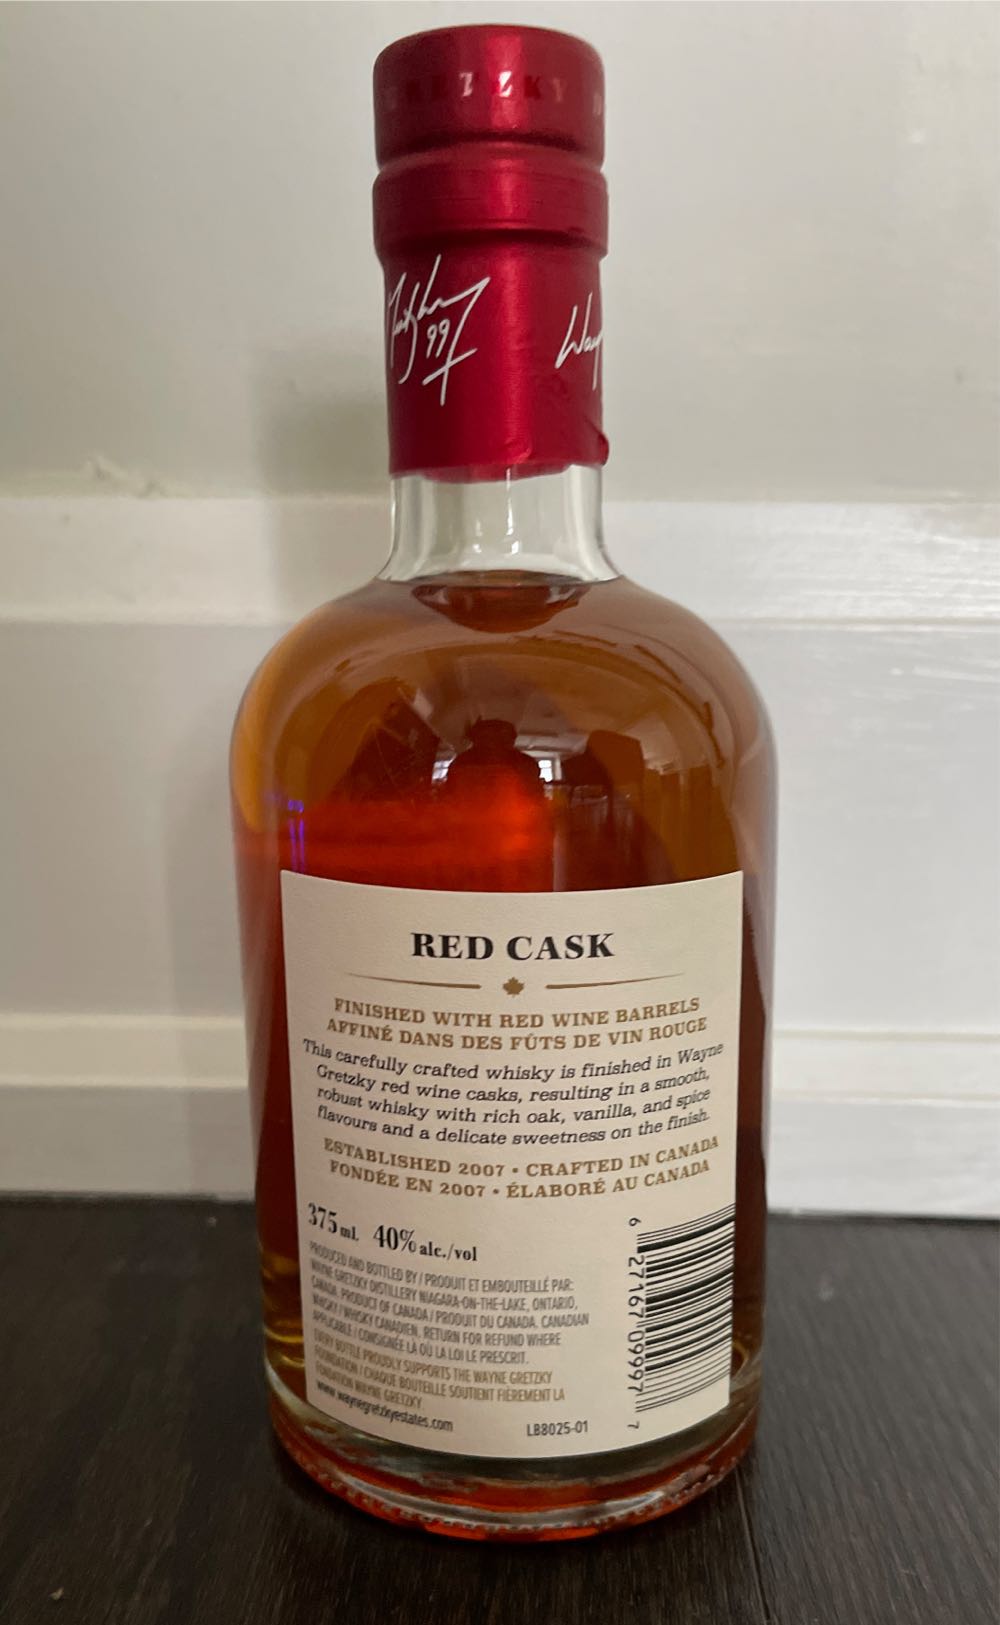 RETZKY D
Gretzky
99
Way
RED CASK
FINISHED WITH RED WINE BARRELS
AFFINÉ DANS DES FÛTS DE VIN ROUGE
This carefully crafted whisky is finished in Wayne
Gretzky red wine casks, resulting in a smooth,
robust whisky with rich oak, vanilla, and spice
flavours and a delicate sweetness on the finish.
ESTABLISHED 2007 • CRAFTED IN CANADA
FONDÉE EN 2007 • ÉLABORÉ AU CANADA
375 mL 40% alc./vol
PRODUCED AND BOTTLED BY / PRODUIT ET EMBOUTEILLÉ PAR:
WAYNE GRETZKY DISTILLERY NIAGARA-ON-THE-LAKE, ONTARIO,
CANADA. PRODUCT OF CANADA / PRODUIT DU CANADA. CANADIAN
WHISKY / WHISKY CANADIEN. RETURN FOR REFUND WHERE
APPLICABLE / CONSIGNÉE LÀ OÙ LA LOI LE PRESCRIT.
EVERY BOTTLE PROUDLY SUPPORTS THE WAYNE GRETZKY
FOUNDATION / CHAQUE BOUTEILLE SOUTIENT FIÈREMENT LA
FONDATION WAYNE GRETZKY
www.waynegretzkyestates.com
LB8025-01
6 27167 09997 7